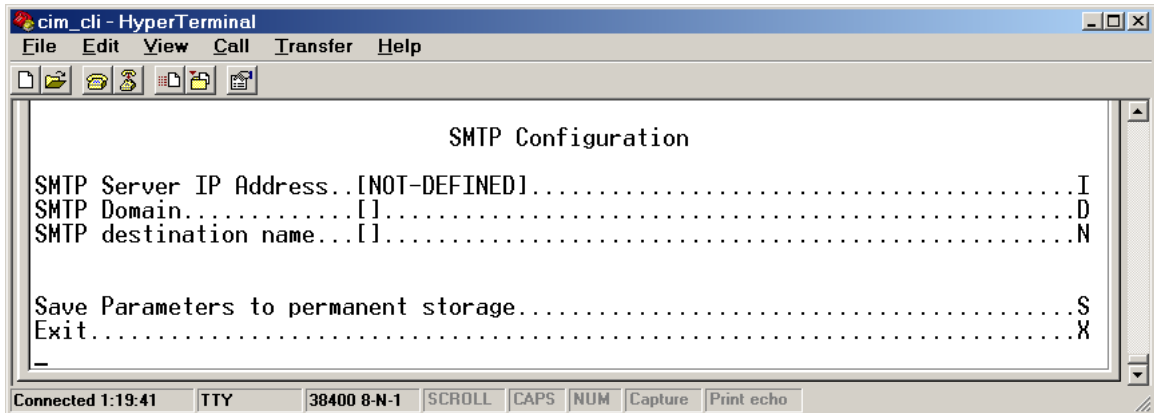 cim_cli - HyperTerminal
File Edit View Call Transfer Help
SMTP Configuration
SMTP Server IP Address..[NOT-DEFINED].........................................I
SMTP Domain.............[]....................................................D
SMTP destination name...[]....................................................N
Save Parameters to permanent storage..........................................S
Exit..........................................................................X
Connected 1:19:41 TTY 38400 8-N-1 SCROLL CAPS NUM Capture Print echo